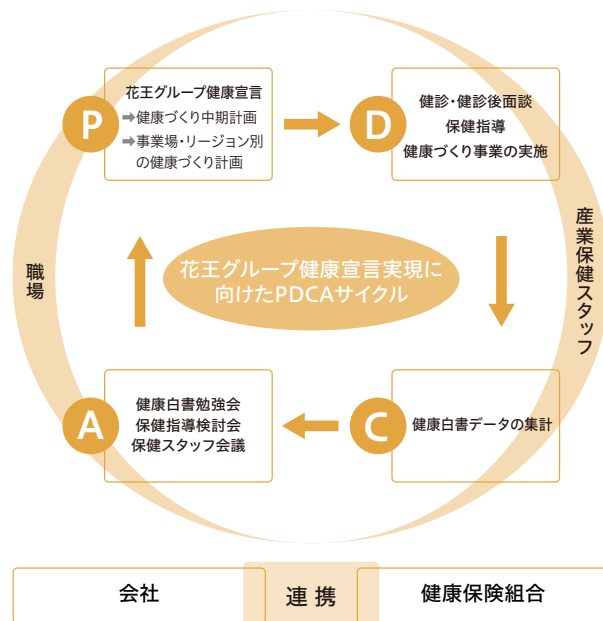 P
花王グループ健康宣言
➡健康づくり中期計画
➡事業場・リージョン別
の健康づくり計画
D
健診・健診後面談
保健指導
健康づくり事業の実施
職場
花王グループ健康宣言実現に
向けたPDCAサイクル
産業保健スタッフ
A
健康白書勉強会
保健指導検討会
保健スタッフ会議
C
健康白書データの集計
会社
連携
健康保険組合